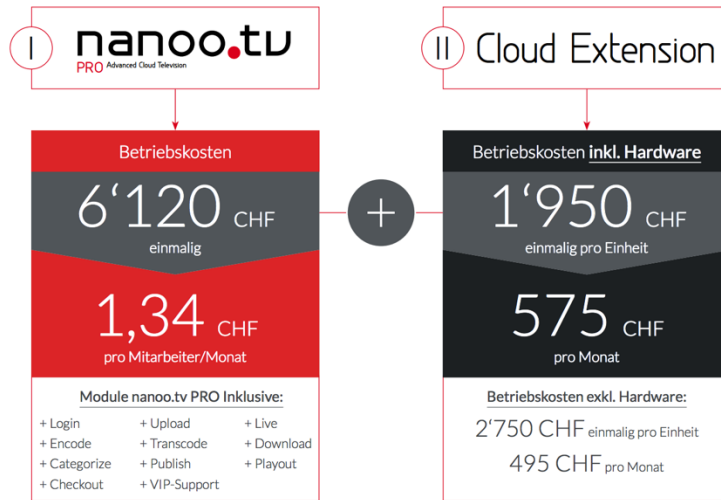 I
nanoo.tv
PRO Advanced Cloud Television
Betriebskosten
6‘120 CHF
einmalig
1,34 CHF
pro Mitarbeiter/Monat
Module nanoo.tv PRO Inklusive:
+ Login + Upload + Live
+ Encode + Transcode + Download
+ Categorize + Publish + Playout
+ Checkout + VIP-Support
+
II Cloud Extension
Betriebskosten inkl. Hardware
1‘950 CHF
einmalig pro Einheit
575 CHF
pro Monat
Betriebskosten exkl. Hardware:
2‘750 CHF einmalig pro Einheit
495 CHF pro Monat